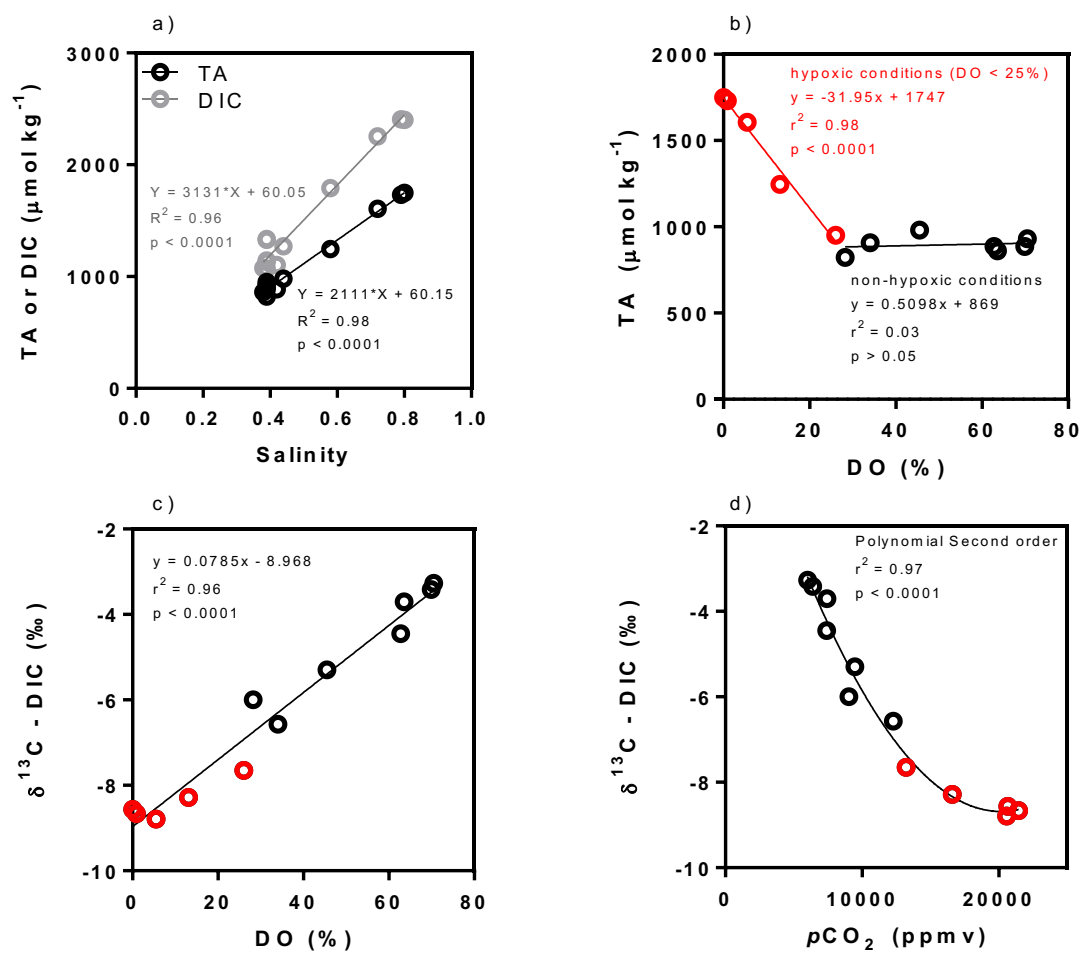 a)
TA or DIC (μmol kg⁻¹)
3000
2000
1000
0
TA
DIC
Y = 3131*X + 60.05
R² = 0.96
p < 0.0001
Y = 2111*X + 60.15
R² = 0.98
p < 0.0001
0.0 0.2 0.4 0.6 0.8 1.0
Salinity
b)
TA (μmol kg⁻¹)
2000
1500
1000
500
0
hypoxic conditions (DO < 25%)
y = -31.95x + 1747
r² = 0.98
p < 0.0001
non-hypoxic conditions
y = 0.5098x + 869
r² = 0.03
p > 0.05
0 20 40 60 80
DO (%)
c)
δ¹³C - DIC (‰)
-2
-4
-6
-8
-10
y = 0.0785x - 8.968
r² = 0.96
p < 0.0001
0 20 40 60 80
DO (%)
d)
δ¹³C - DIC (‰)
-2
-4
-6
-8
-10
Polynomial Second order
r² = 0.97
p < 0.0001
0 10000 20000
pCO₂ (ppmv)